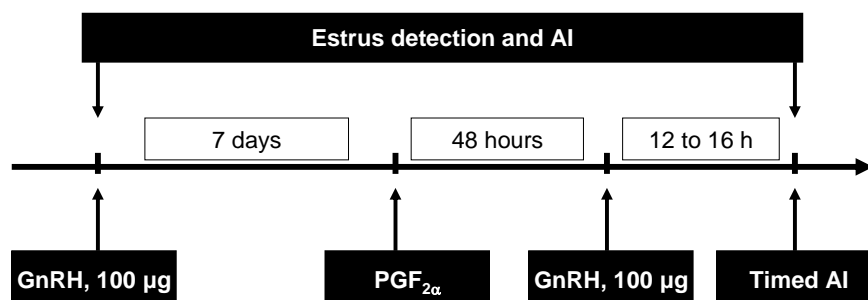 Estrus detection and AI
7 days
48 hours
12 to 16 h
GnRH, 100 µg
PGF2α
GnRH, 100 µg
Timed AI